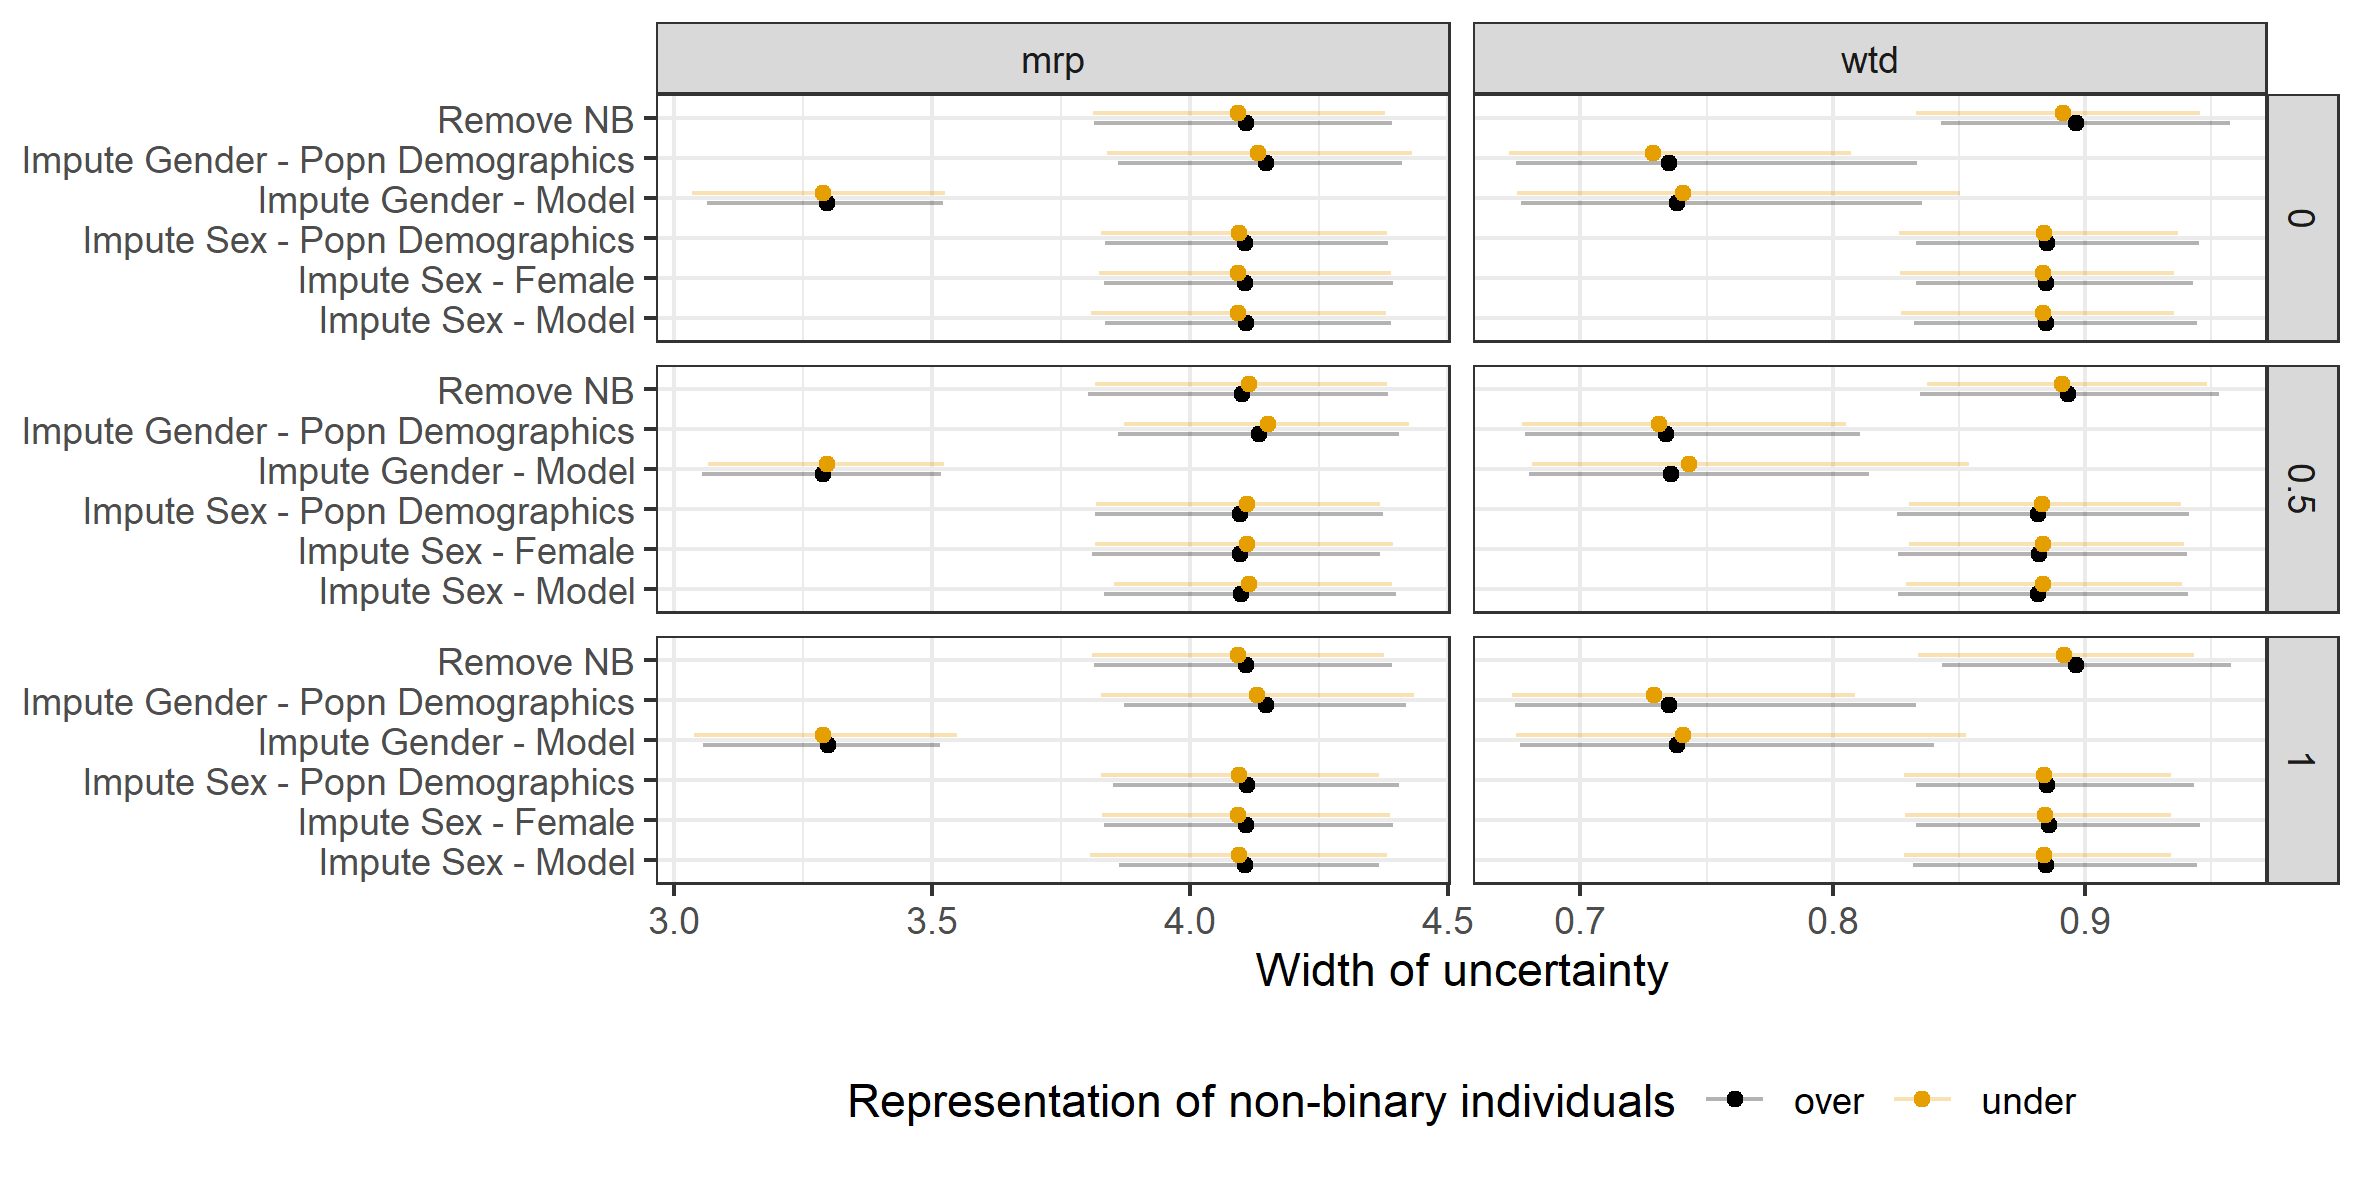 mrp
wtd
Remove NB
Impute Gender - Popn Demographics
Impute Gender - Model
Impute Sex - Popn Demographics
Impute Sex - Female
Impute Sex - Model
0
Remove NB
Impute Gender - Popn Demographics
Impute Gender - Model
Impute Sex - Popn Demographics
Impute Sex - Female
Impute Sex - Model
0.5
Remove NB
Impute Gender - Popn Demographics
Impute Gender - Model
Impute Sex - Popn Demographics
Impute Sex - Female
Impute Sex - Model
1
3.0 3.5 4.0 4.5 0.7 0.8 0.9
Width of uncertainty
Representation of non-binary individuals over under